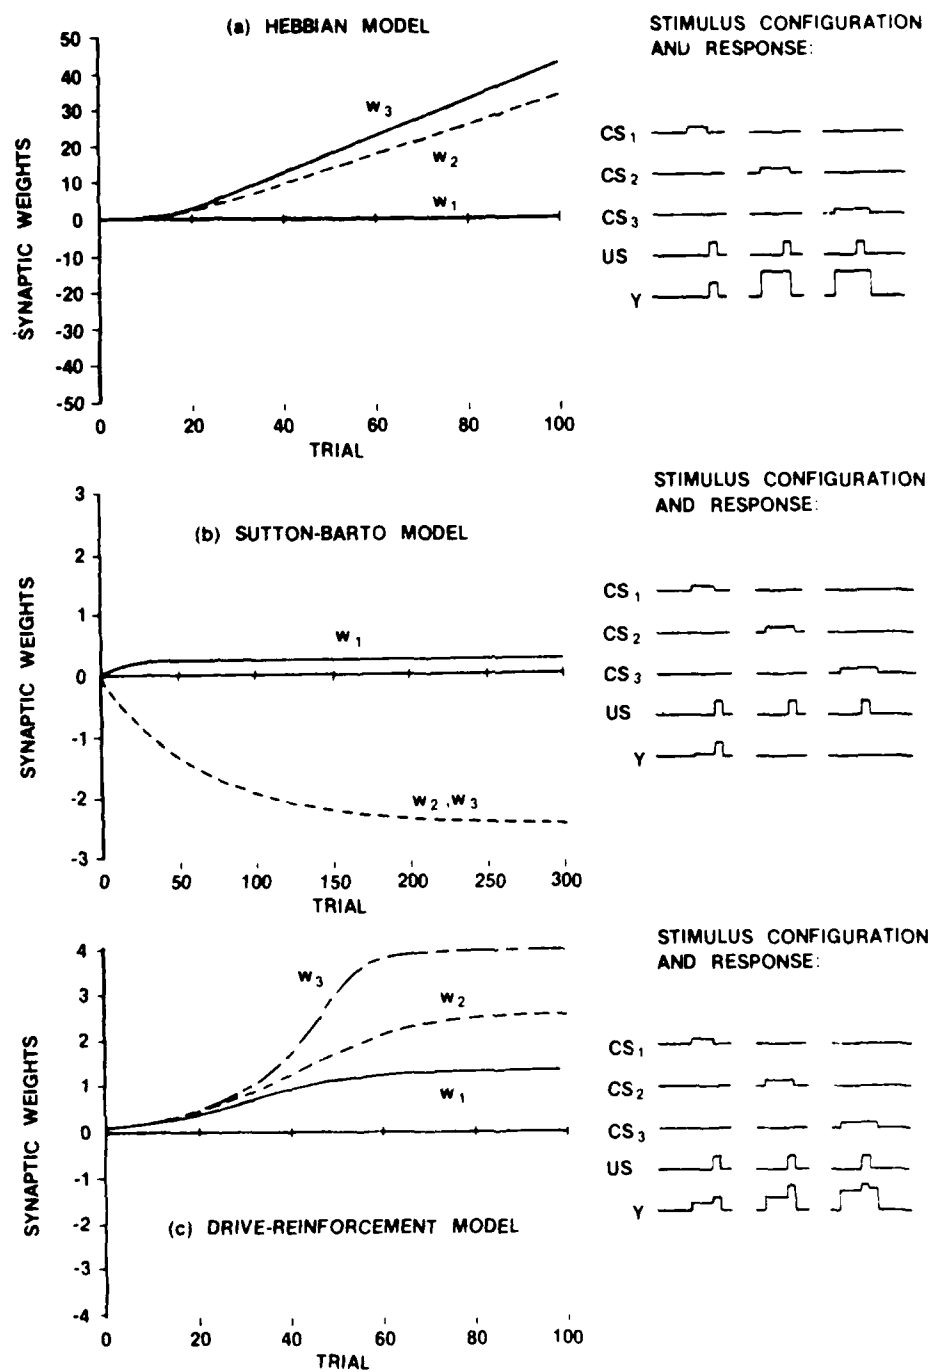 (a) HEBBIAN MODEL
SYNAPTIC WEIGHTS
50
40
30
20
10
0
-10
-20
-30
-40
-50
w3
w2
w1
20
40
60
80
100
TRIAL
STIMULUS CONFIGURATION
AND RESPONSE:
CS1
CS2
CS3
US
Y
(b) SUTTON-BARTO MODEL
SYNAPTIC WEIGHTS
3
2
1
0
-1
-2
-3
w1
w2, w3
0
50
100
150
200
250
300
TRIAL
STIMULUS CONFIGURATION
AND RESPONSE:
CS1
CS2
CS3
US
Y
SYNAPTIC WEIGHTS
4
3
2
1
0
-1
-2
-3
-4
w3
w2
w1
(c) DRIVE-REINFORCEMENT MODEL
0
20
40
60
80
100
TRIAL
STIMULUS CONFIGURATION
AND RESPONSE:
CS1
CS2
CS3
US
Y